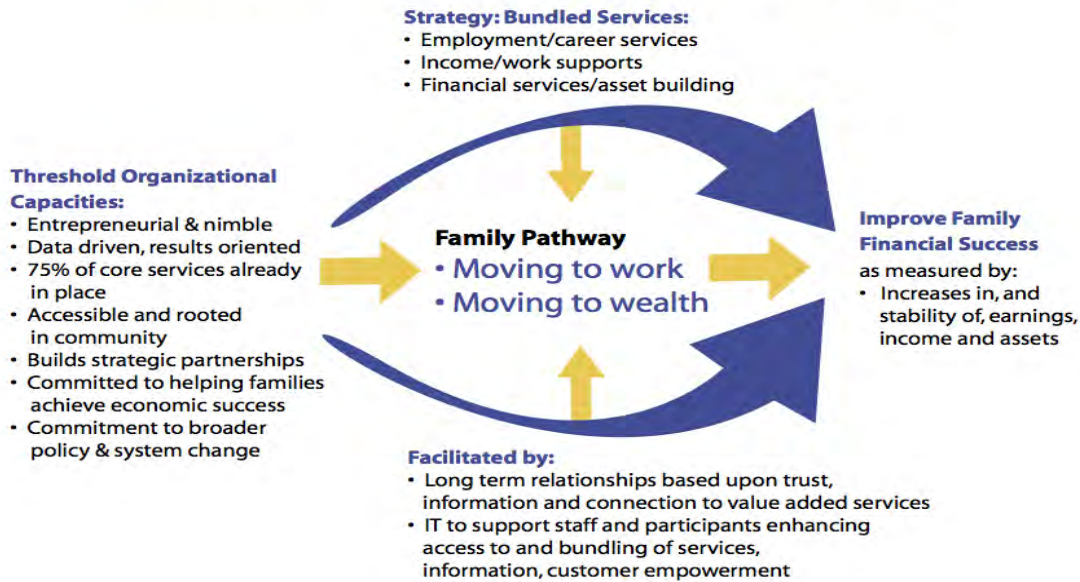 Strategy: Bundled Services:
• Employment/career services
• Income/work supports
• Financial services/asset building
Threshold Organizational
Capacities:
• Entrepreneurial & nimble
• Data driven, results oriented
• 75% of core services already
in place
• Accessible and rooted
in community
• Builds strategic partnerships
• Committed to helping families
achieve economic success
• Commitment to broader
policy & system change
Family Pathway
• Moving to work
• Moving to wealth
Improve Family
Financial Success
as measured by:
• Increases in, and
stability of, earnings,
income and assets
Facilitated by:
• Long term relationships based upon trust,
information and connection to value added services
• IT to support staff and participants enhancing
access to and bundling of services,
information, customer empowerment